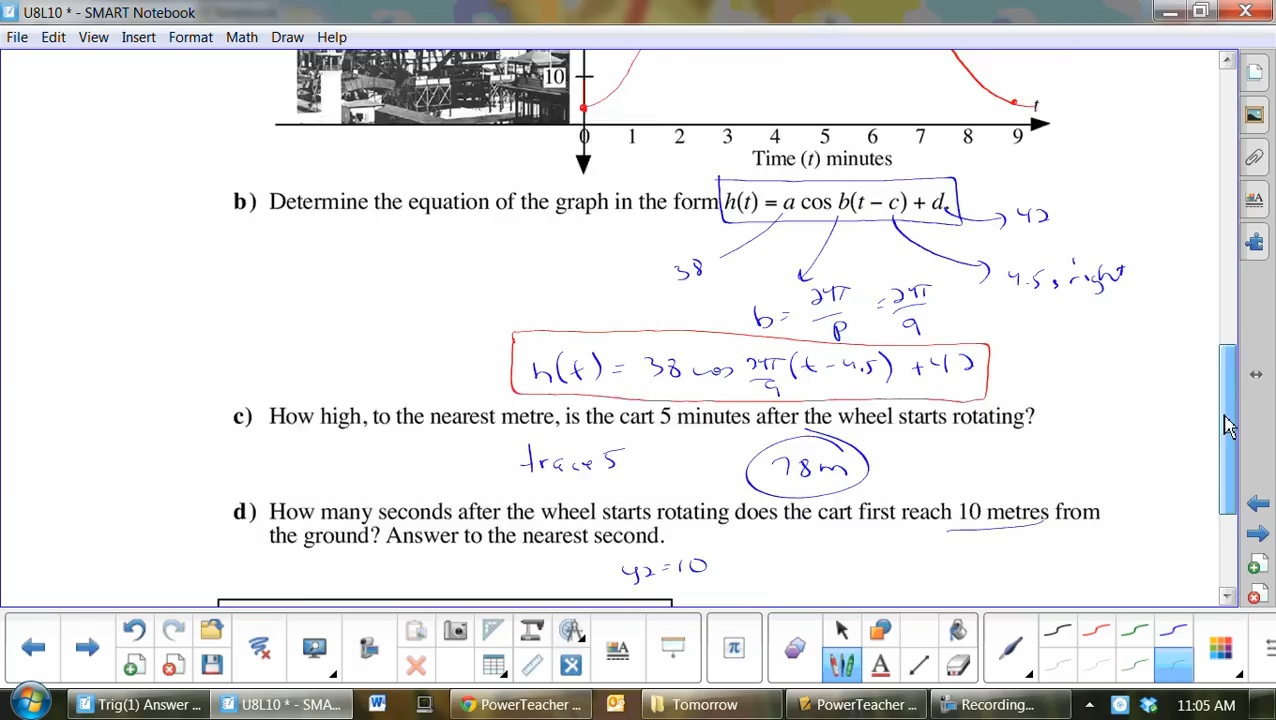 U8L10 * - SMART Notebook
File Edit View Insert Format Math Draw Help
10
t
0 1 2 3 4 5 6 7 8 9
Time (t) minutes
b) Determine the equation of the graph in the form h(t) = a cos b(t − c) + d.
42
38
4.5 right
b = 2π/P = 2π/9
h(t) = 38 cos 2π/9 (t - 4.5) + 42
c) How high, to the nearest metre, is the cart 5 minutes after the wheel starts rotating?
trace 5 78m
d) How many seconds after the wheel starts rotating does the cart first reach 10 metres from
the ground? Answer to the nearest second.
y2=10
π
A
Trig(1) Answer ... U8L10 * - SMA... PowerTeacher ... Tomorrow PowerTeacher ... Recording... 11:05 AM